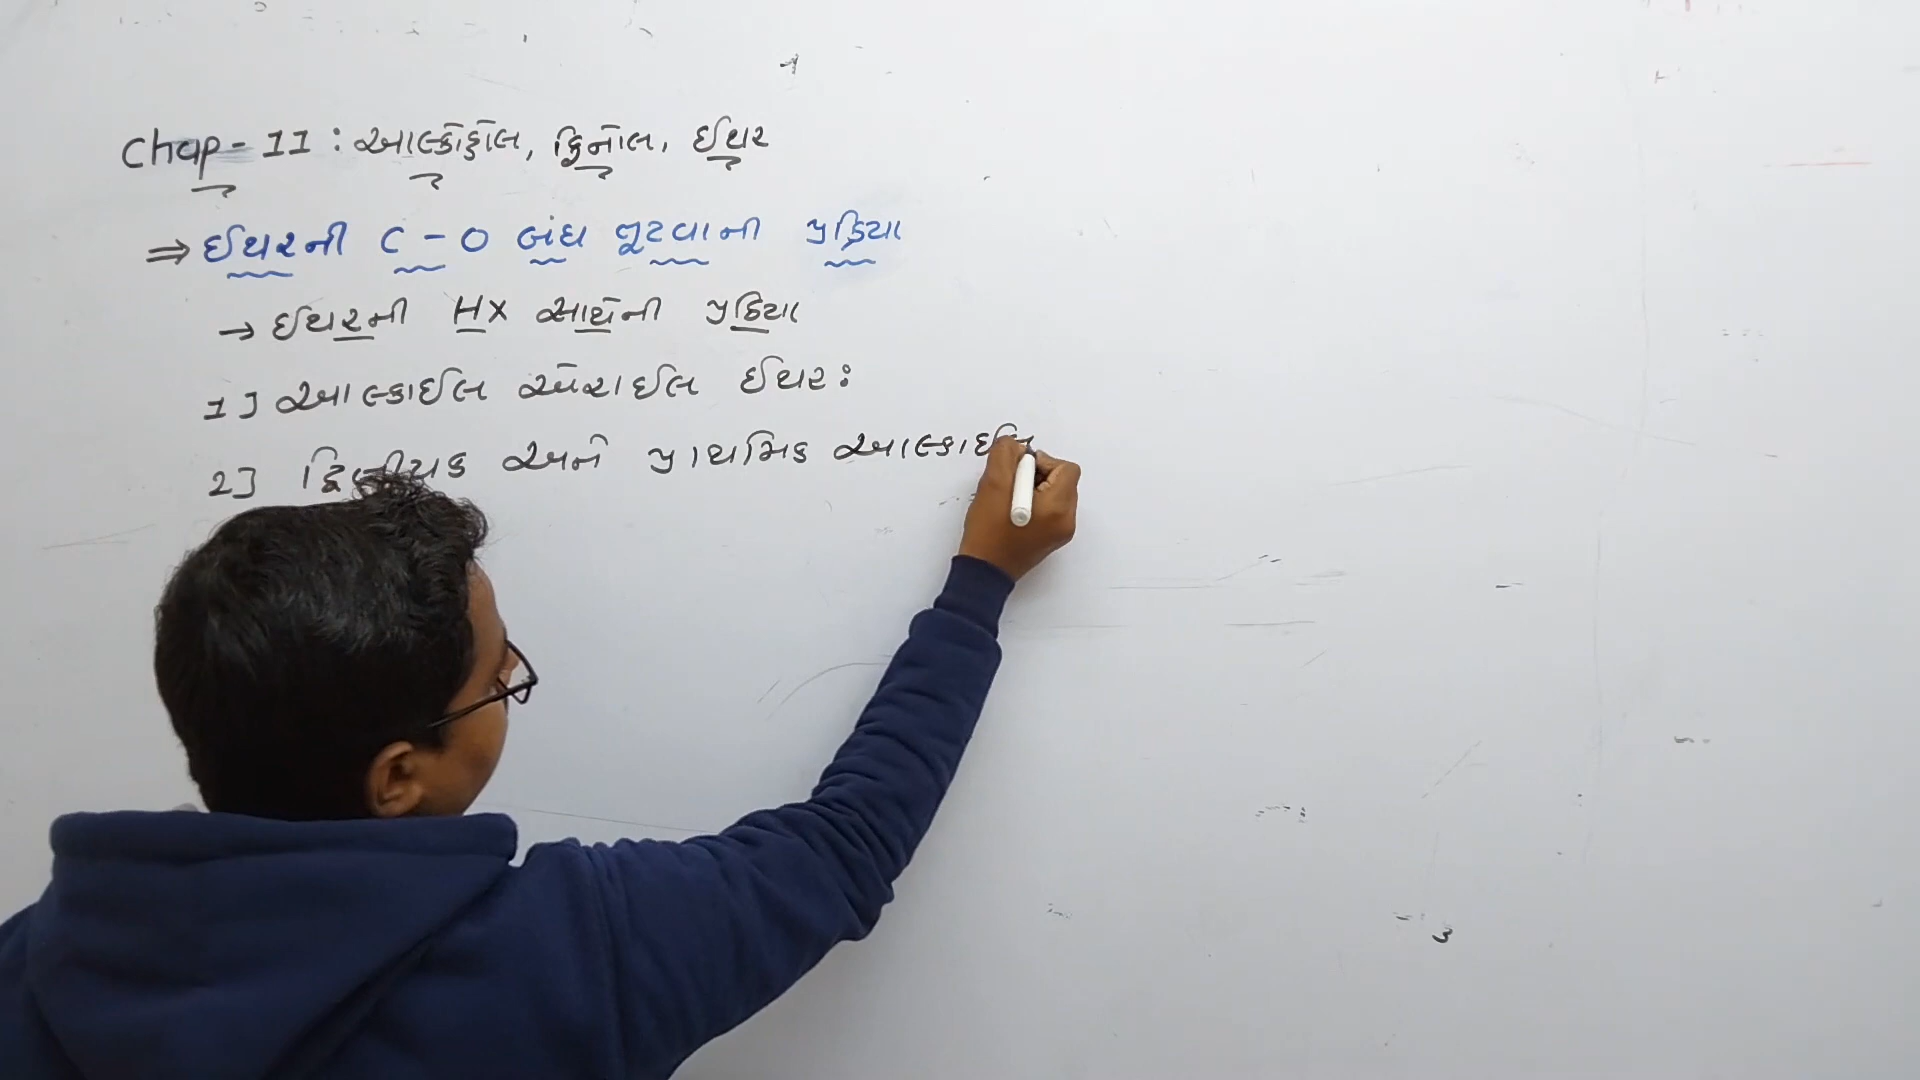 Chap-11 : આલ્કોહોલ, ફિનોલ, ઈથર
⇒ ઈથરની C-O બંધ તૂટવાની પ્રક્રિયા
→ ઈથરની HX સાથેની પ્રક્રિયા
1] આલ્કાઈલ એરાઈલ ઈથર:
2] દ્વિતીયક અને પ્રાથમિક આલ્કાઈલ